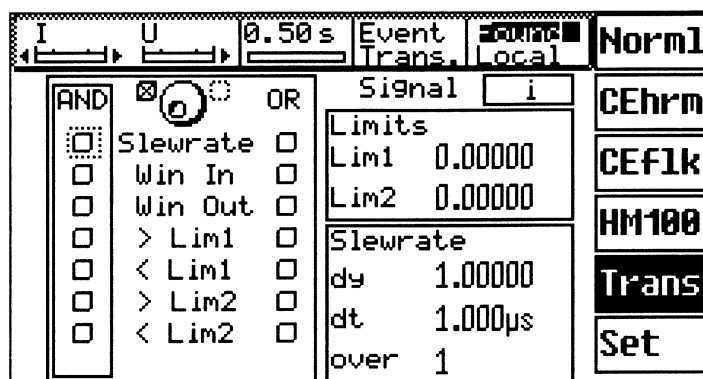 I U 0.50 s Event Norml
Trans. Local
AND OR Signal i CEhrm
Slewrate Limits
Win In Lim1 0.00000 CEflk
Win Out Lim2 0.00000
> Lim1 Slewrate HM100
< Lim1 dy 1.00000 Trans
> Lim2 dt 1.000µs
< Lim2 over 1 Set